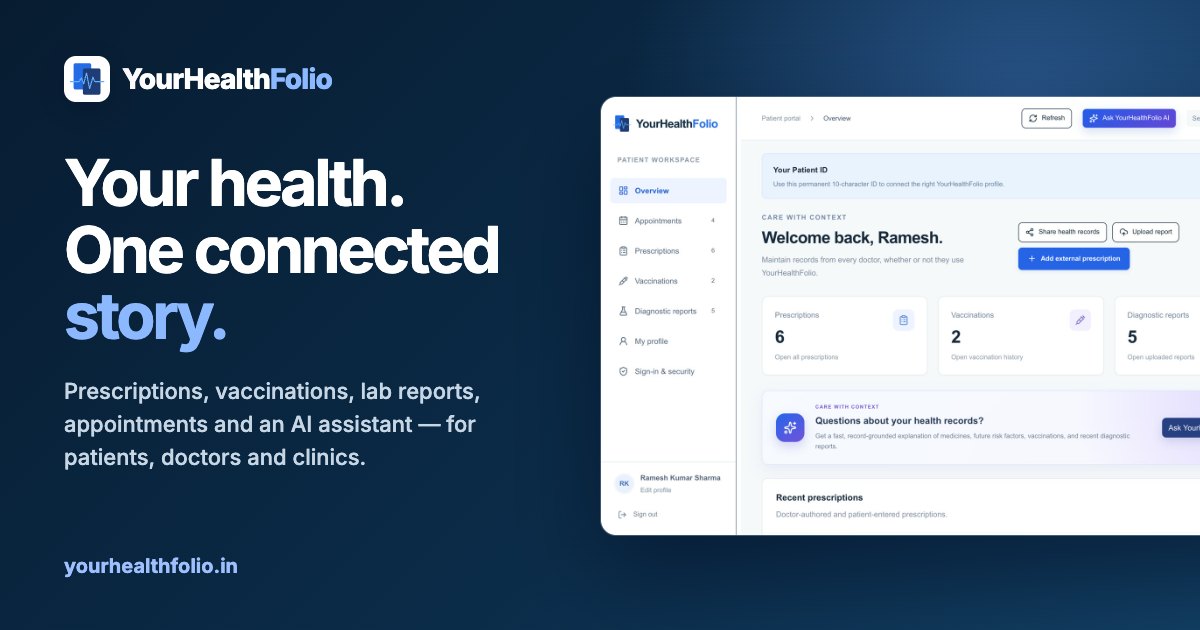 YourHealthFolio
Your health.
One connected
story.
Prescriptions, vaccinations, lab reports,
appointments and an AI assistant — for
patients, doctors and clinics.
yourhealthfolio.in
YourHealthFolio
PATIENT WORKSPACE
Overview
Appointments 4
Prescriptions 6
Vaccinations 2
Diagnostic reports 5
My profile
Sign-in & security
RK
Ramesh Kumar Sharma
Edit profile
Sign out
Patient portal > Overview
Refresh
Ask YourHealthFolio AI
Se
Your Patient ID
Use this permanent 10-character ID to connect the right YourHealthFolio profile.
CARE WITH CONTEXT
Welcome back, Ramesh.
Maintain records from every doctor, whether or not they use
YourHealthFolio.
Share health records
Upload report
Add external prescription
Prescriptions
6
Open all prescriptions
Vaccinations
2
Open vaccination history
Diagnostic reports
5
Open uploaded reports
CARE WITH CONTEXT
Questions about your health records?
Get a fast, record-grounded explanation of medicines, future risk factors, vaccinations, and recent diagnostic
reports.
Ask Your
Recent prescriptions
Doctor-authored and patient-entered prescriptions.